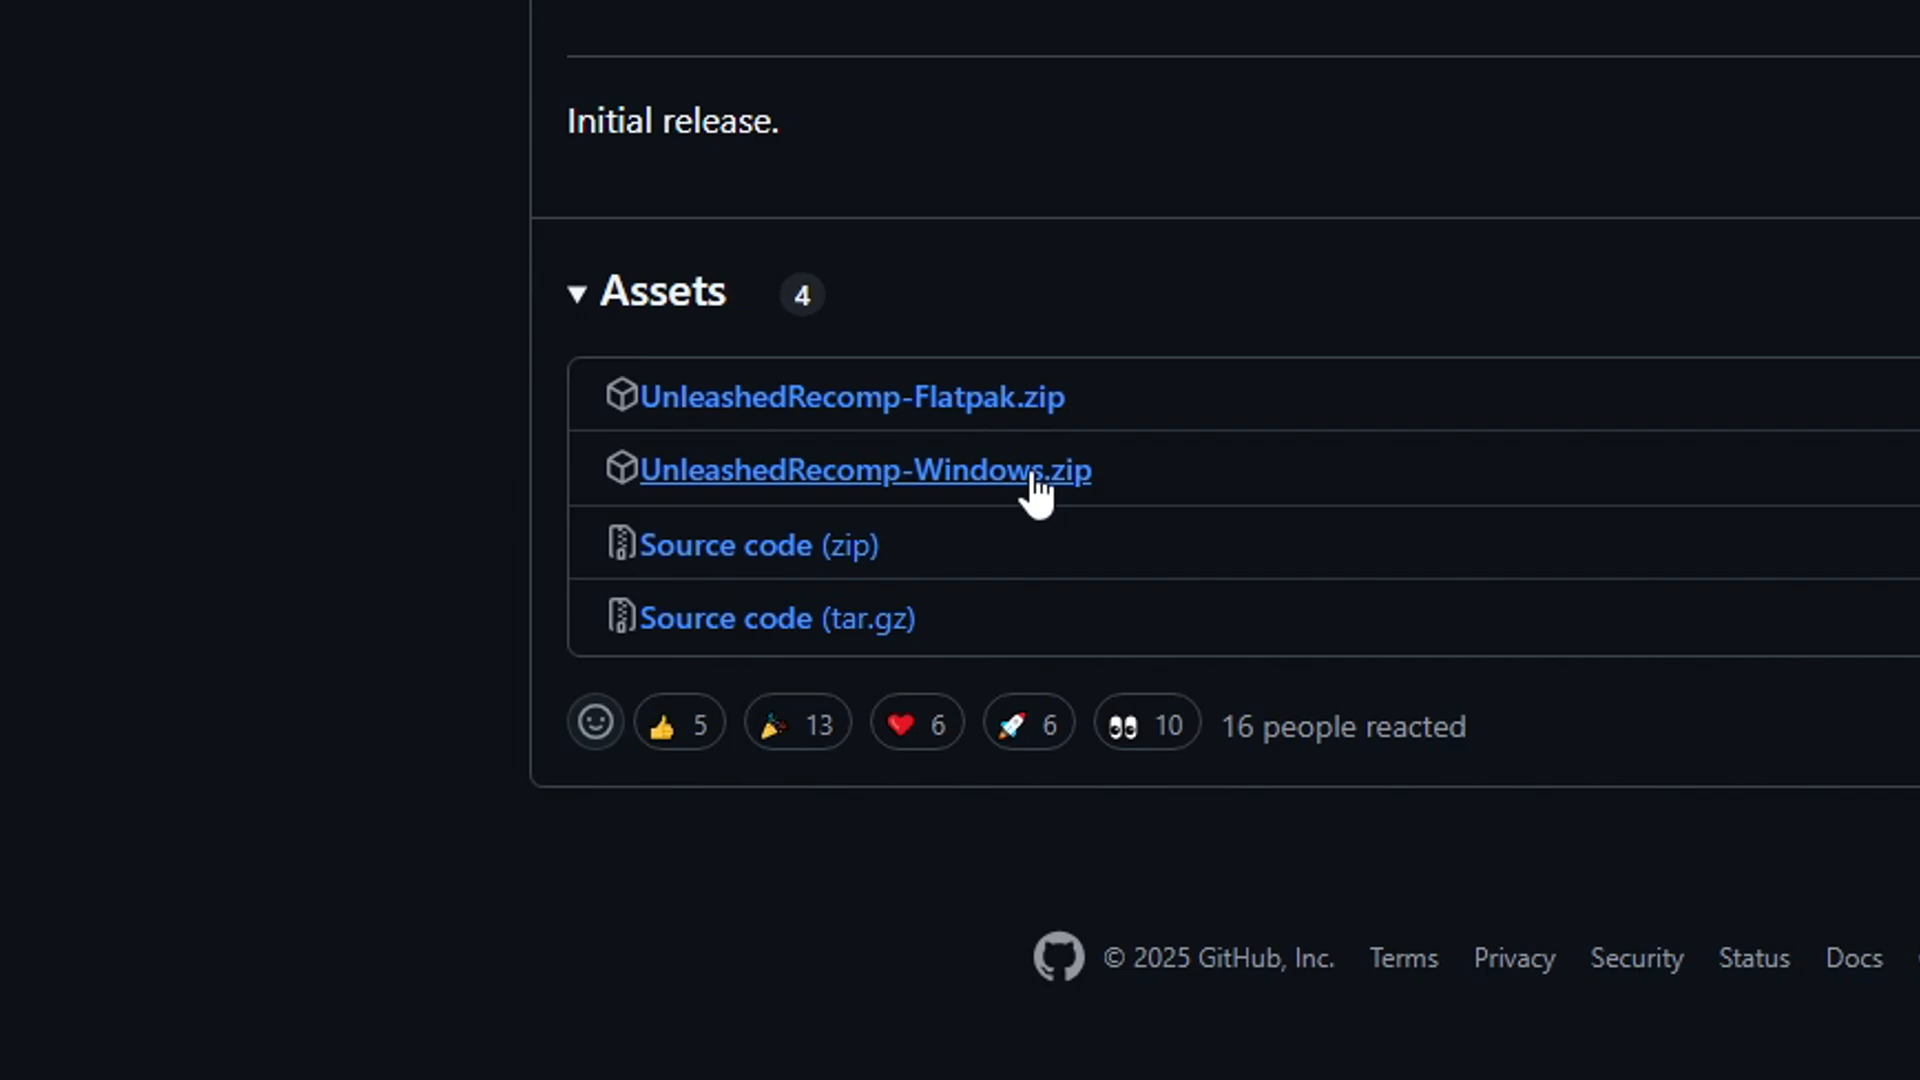 Initial release.
Assets 4
UnleashedRecomp-Flatpak.zip
UnleashedRecomp-Windows.zip
Source code (zip)
Source code (tar.gz)
5 13 6 6 10 16 people reacted
© 2025 GitHub, Inc. Terms Privacy Security Status Docs